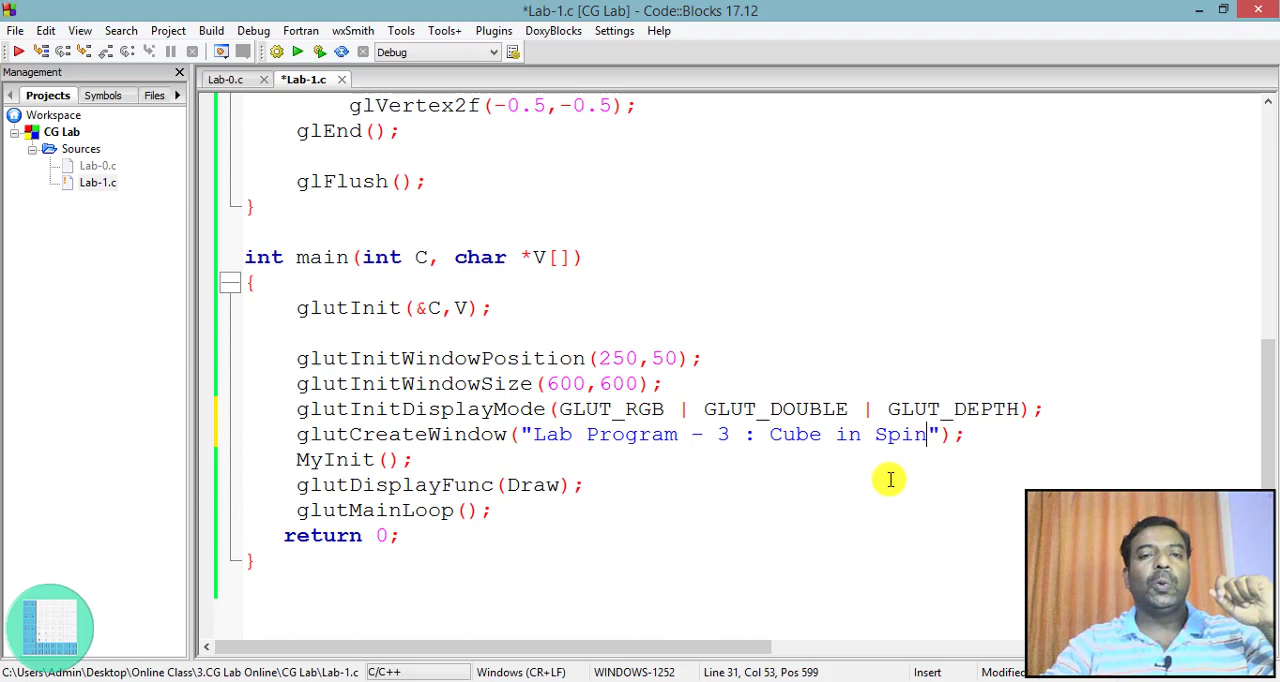 *Lab-1.c [CG Lab] - Code::Blocks 17.12
File Edit View Search Project Build Debug Fortran wxSmith Tools Tools+ Plugins DoxyBlocks Settings Help
Debug
Management
Projects Symbols Files
Lab-0.c *Lab-1.c
Workspace
CG Lab
Sources
Lab-0.c
Lab-1.c
glVertex2f(-0.5,-0.5);
glEnd();
glFlush();
}
int main(int C, char *V[])
{
glutInit(&C,V);
glutInitWindowPosition(250,50);
glutInitWindowSize(600,600);
glutInitDisplayMode(GLUT_RGB | GLUT_DOUBLE | GLUT_DEPTH);
glutCreateWindow("Lab Program - 3 : Cube in Spin");
MyInit();
glutDisplayFunc(Draw);
glutMainLoop();
return 0;
}
C:\Users\Admin\Desktop\Online Class\3.CG Lab Online\CG Lab\Lab-1.c C/C++ Windows (CR+LF) WINDOWS-1252 Line 31, Col 53, Pos 599 Insert Modified